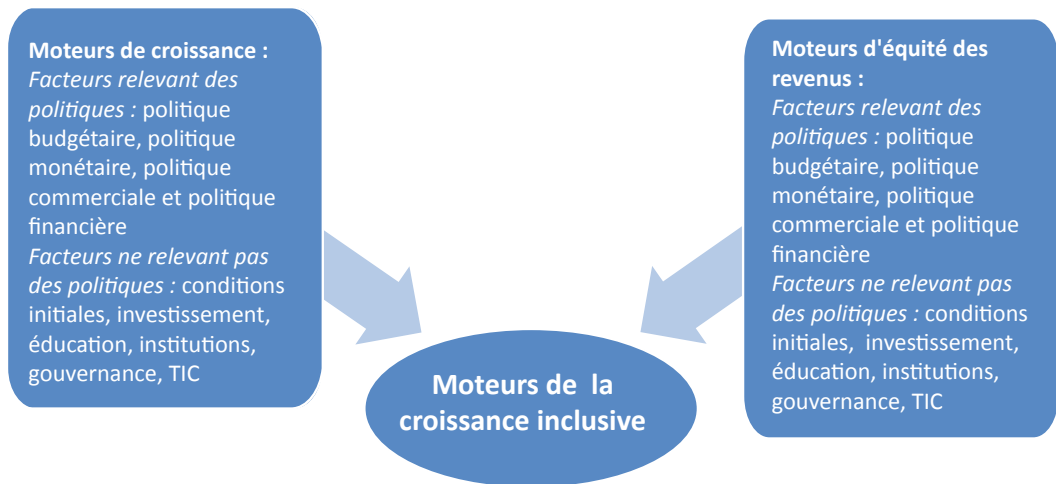 Moteurs de croissance :
Facteurs relevant des
politiques : politique
budgétaire, politique
monétaire, politique
commerciale et politique
financière
Facteurs ne relevant pas
des politiques : conditions
initiales, investissement,
éducation, institutions,
gouvernance, TIC
Moteurs d'équité des
revenus :
Facteurs relevant des
politiques : politique
budgétaire, politique
monétaire, politique
commerciale et politique
financière
Facteurs ne relevant pas
des politiques : conditions
initiales, investissement,
éducation, institutions,
gouvernance, TIC
Moteurs de la
croissance inclusive